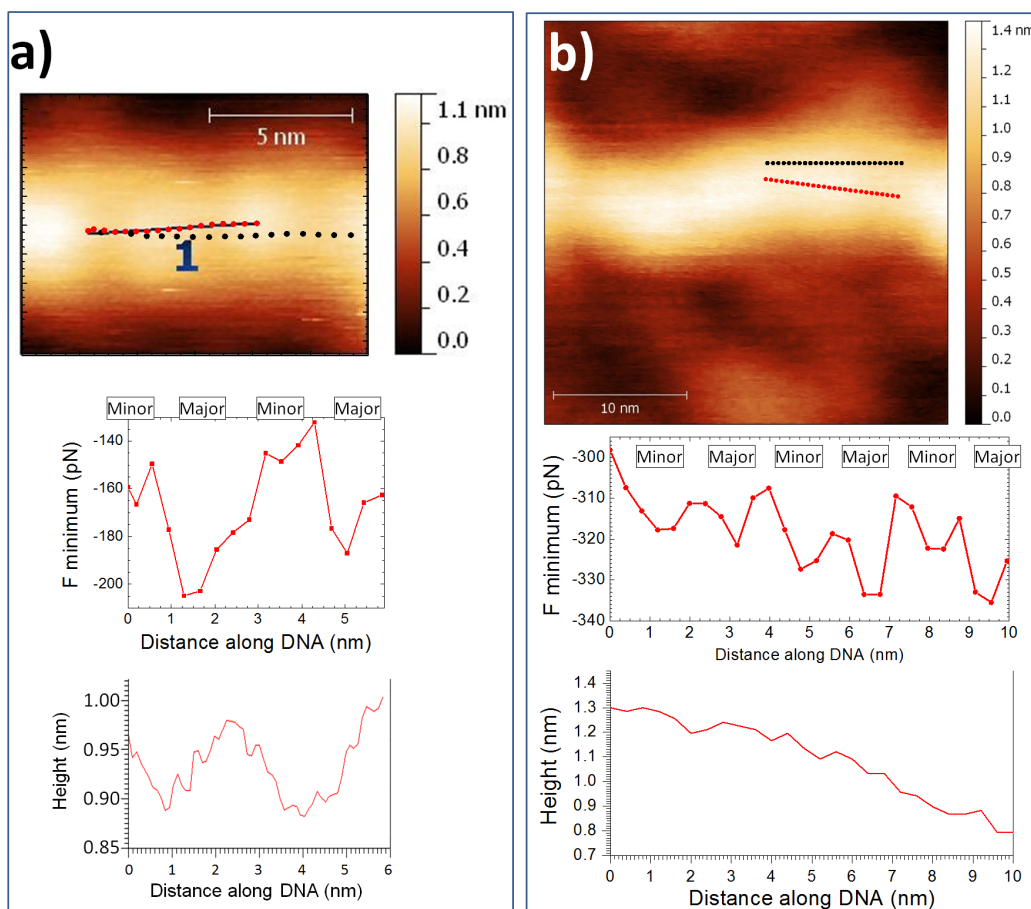 a)
1.1 nm
0.8
0.6
0.4
0.2
0.0
5 nm
1
Minor Major Minor Major
-140
-160
-180
-200
F minimum (pN)
0 1 2 3 4 5
Distance along DNA (nm)
1.00
0.95
0.90
0.85
Height (nm)
0 1 2 3 4 5 6
Distance along DNA (nm)
b)
1.4 nm
1.2
1.1
1.0
0.9
0.8
0.7
0.6
0.5
0.4
0.3
0.2
0.1
0.0
10 nm
Minor Major Minor Major Minor Major
-300
-310
-320
-330
-340
F minimum (pN)
0 1 2 3 4 5 6 7 8 9 10
Distance along DNA (nm)
1.4
1.3
1.2
1.1
1.0
0.9
0.8
0.7
Height (nm)
0 1 2 3 4 5 6 7 8 9 10
Distance along DNA (nm)